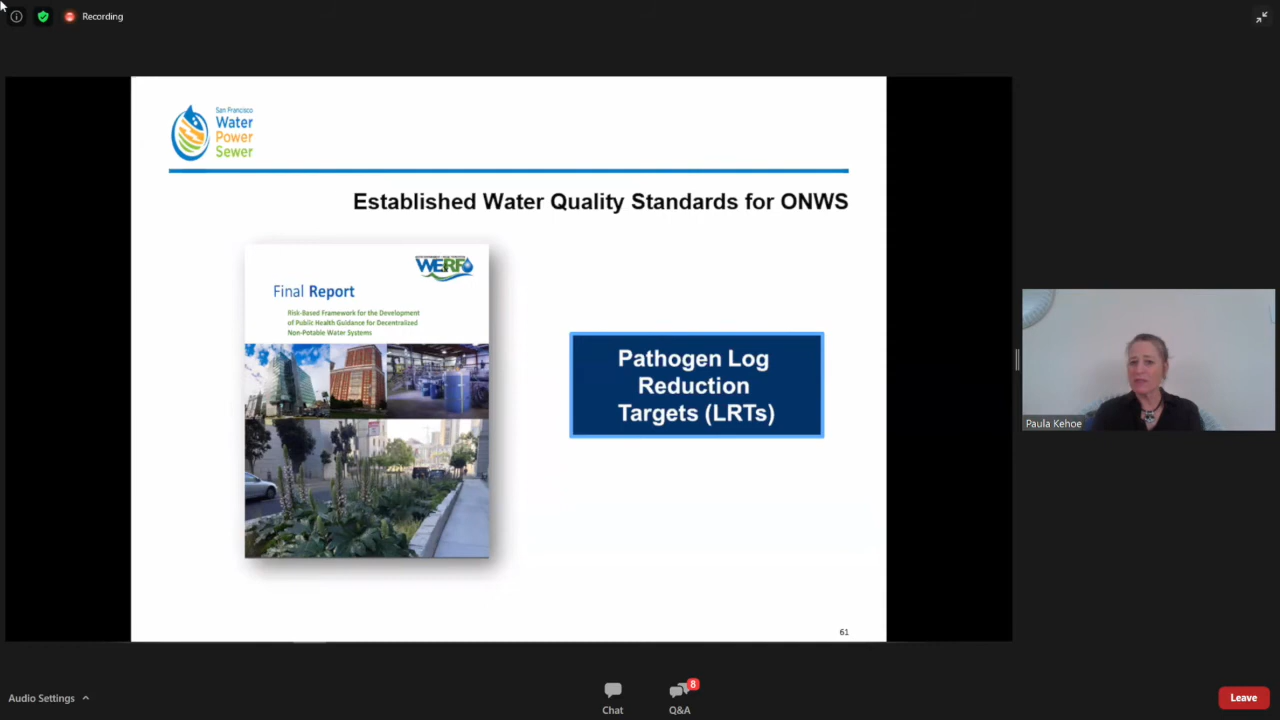 Recording
San Francisco
Water
Power
Sewer
Established Water Quality Standards for ONWS
WERF
Final Report
Risk-Based Framework for the Development
of Public Health Guidance for Decentralized
Non-Potable Water Systems
Pathogen Log
Reduction
Targets (LRTs)
61
Paula Kehoe
Audio Settings
Chat
8
Q&A
Leave